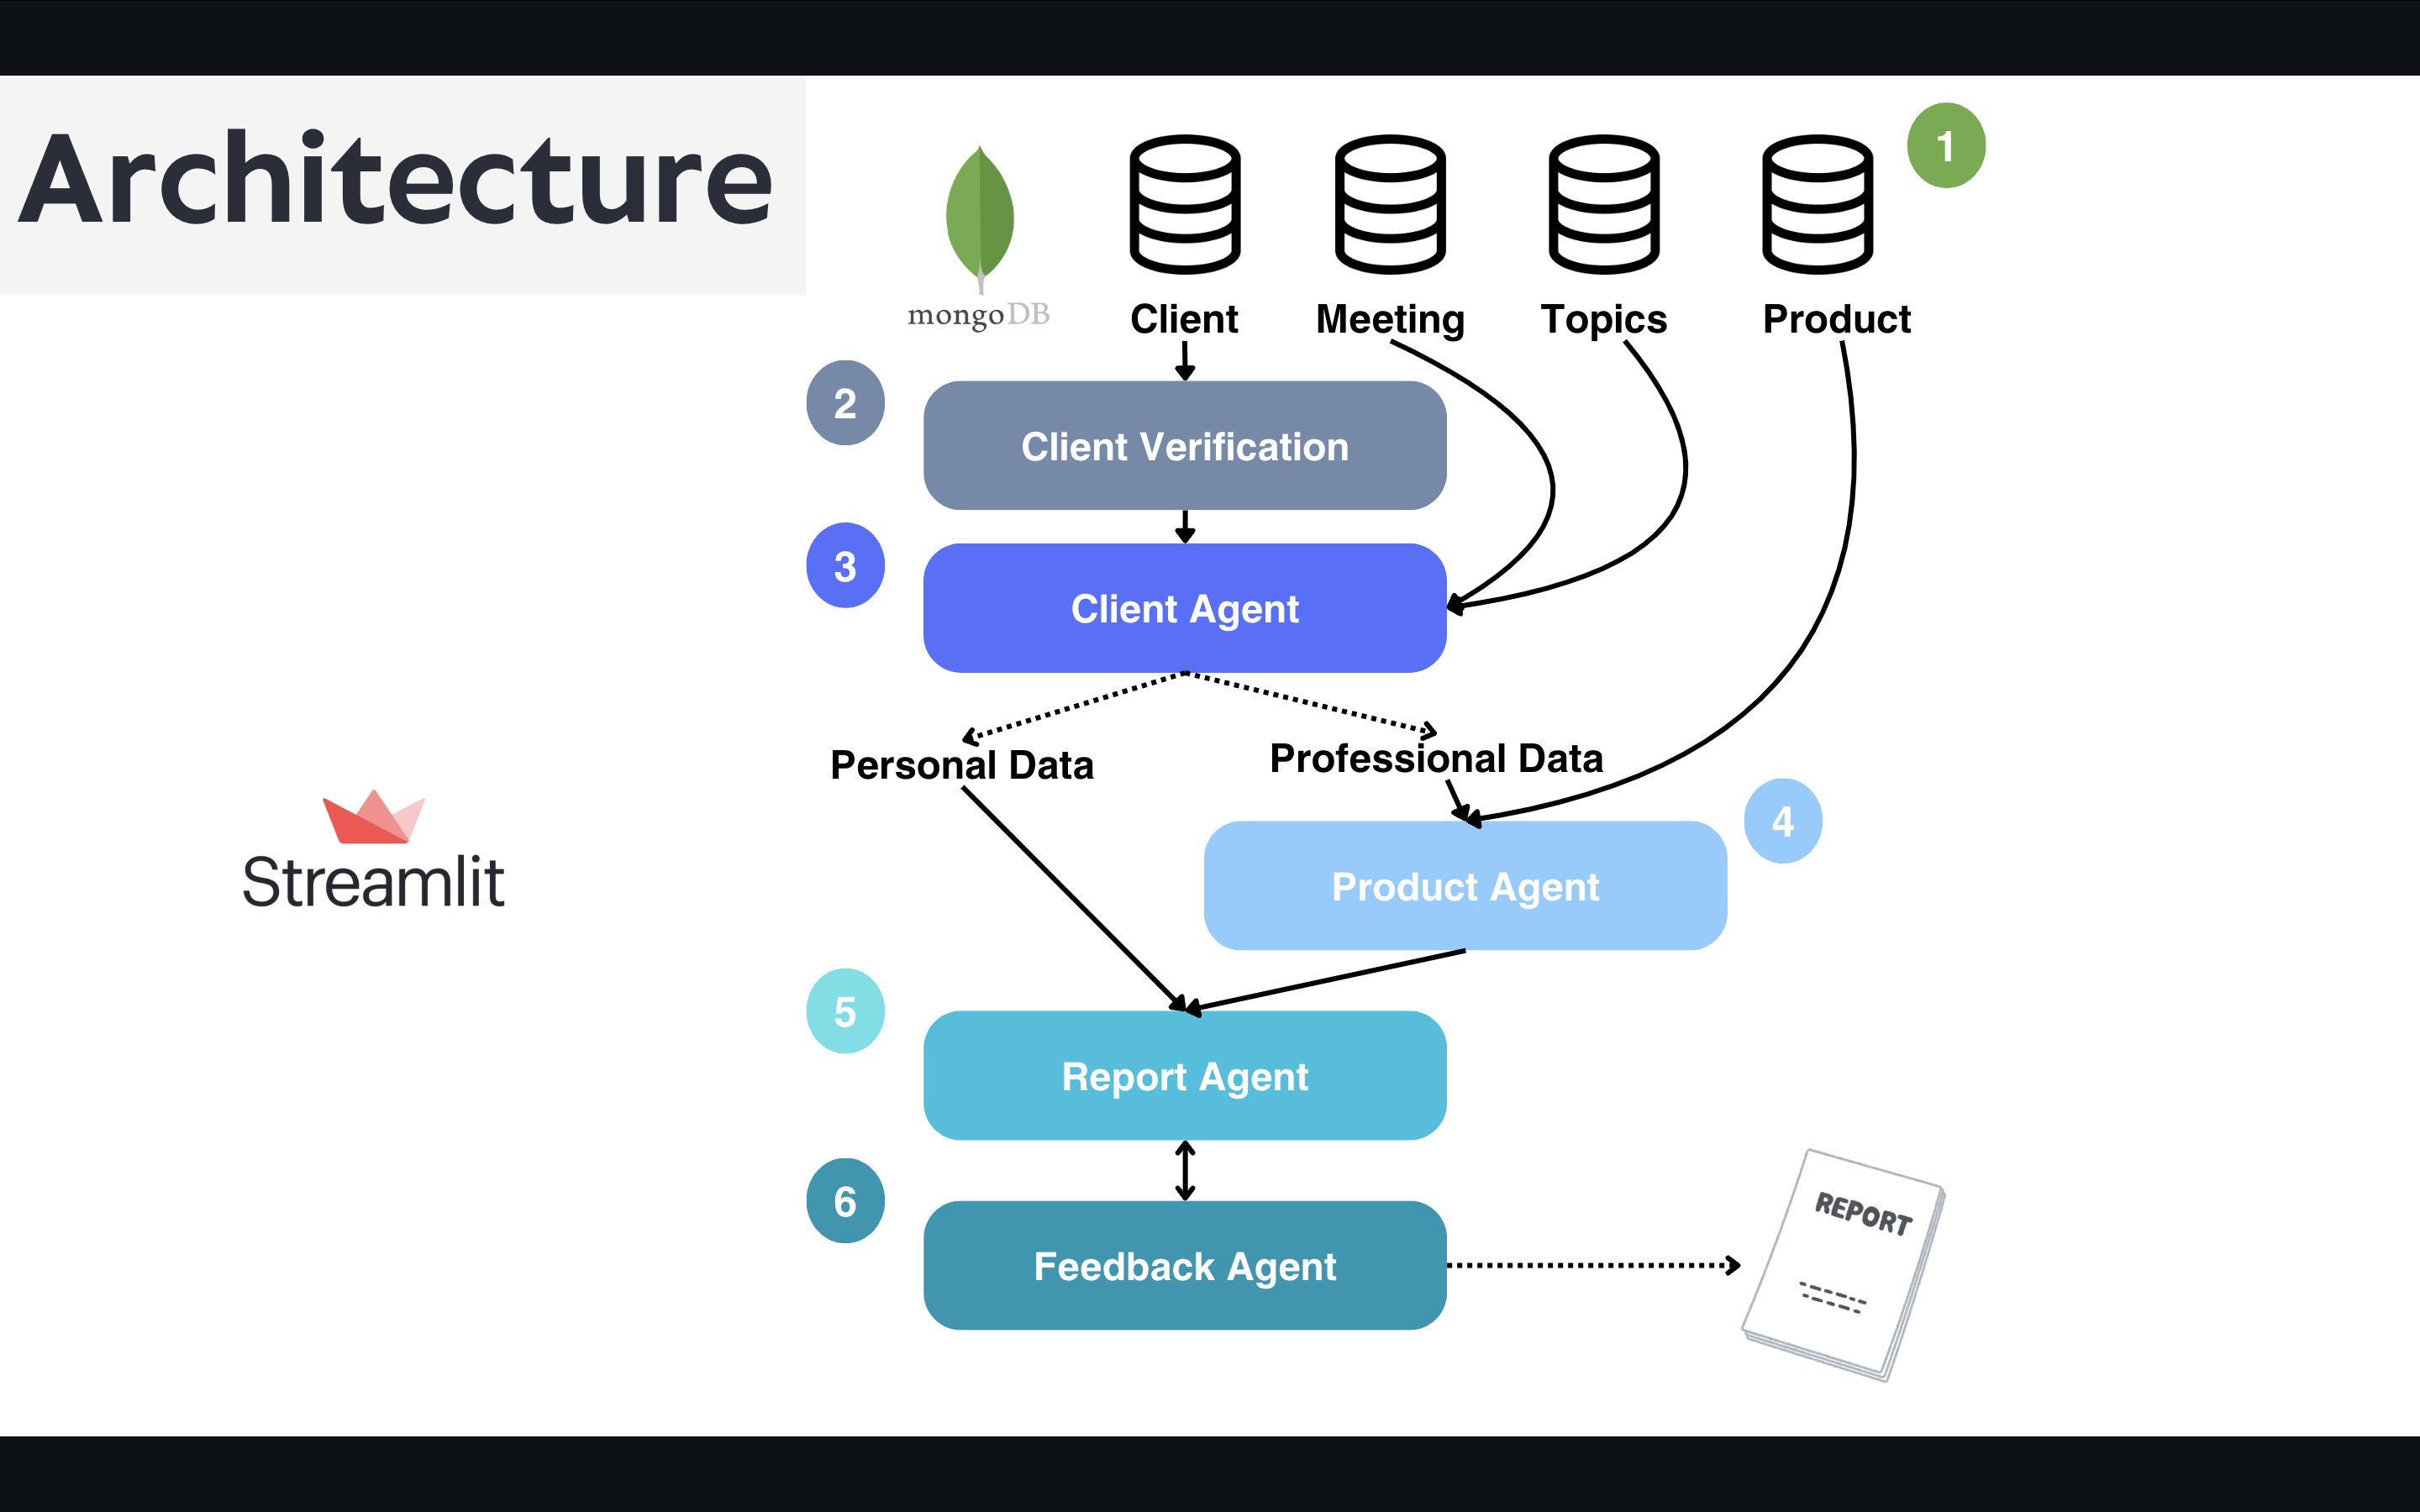 Architecture
1
mongoDB
Client
Meeting
Topics
Product
2
Client Verification
3
Client Agent
Personal Data
Professional Data
4
Product Agent
Streamlit
5
Report Agent
6
Feedback Agent
REPORT